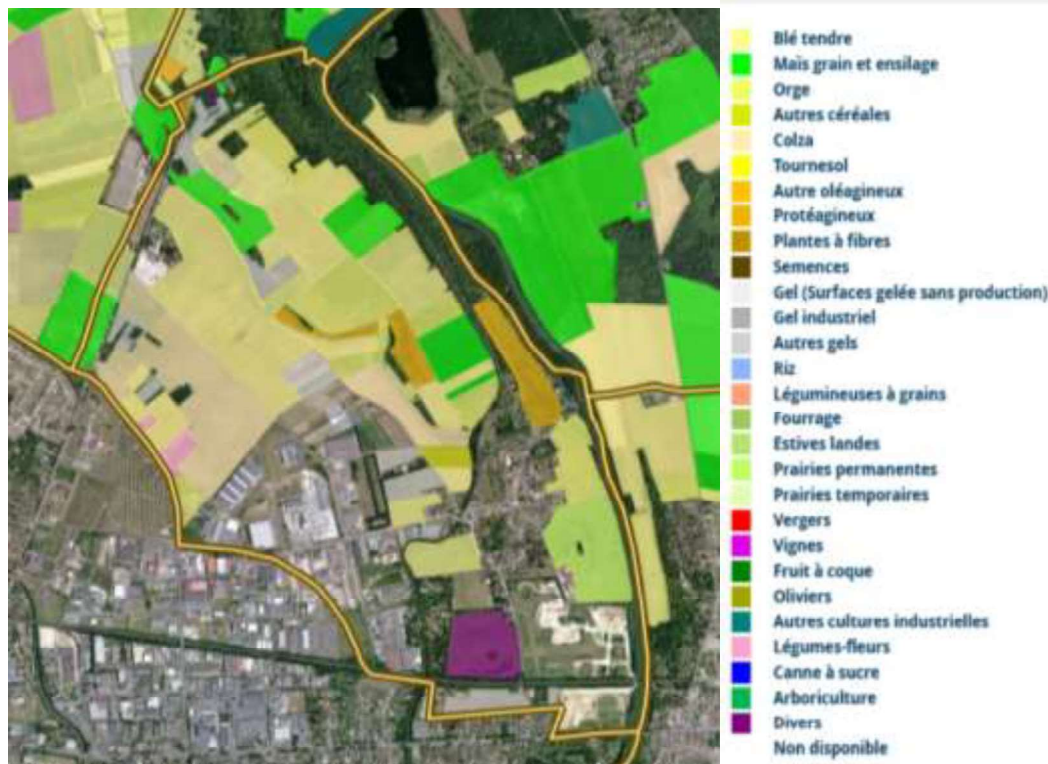 Blé tendre
Maïs grain et ensilage
Orge
Autres céréales
Colza
Tournesol
Autre oléagineux
Protéagineux
Plantes à fibres
Semences
Gel (Surfaces gelée sans production)
Gel industriel
Autres gels
Riz
Légumineuses à grains
Fourrage
Estives landes
Prairies permanentes
Prairies temporaires
Vergers
Vignes
Fruit à coque
Oliviers
Autres cultures industrielles
Légumes-fleurs
Canne à sucre
Arboriculture
Divers
Non disponible